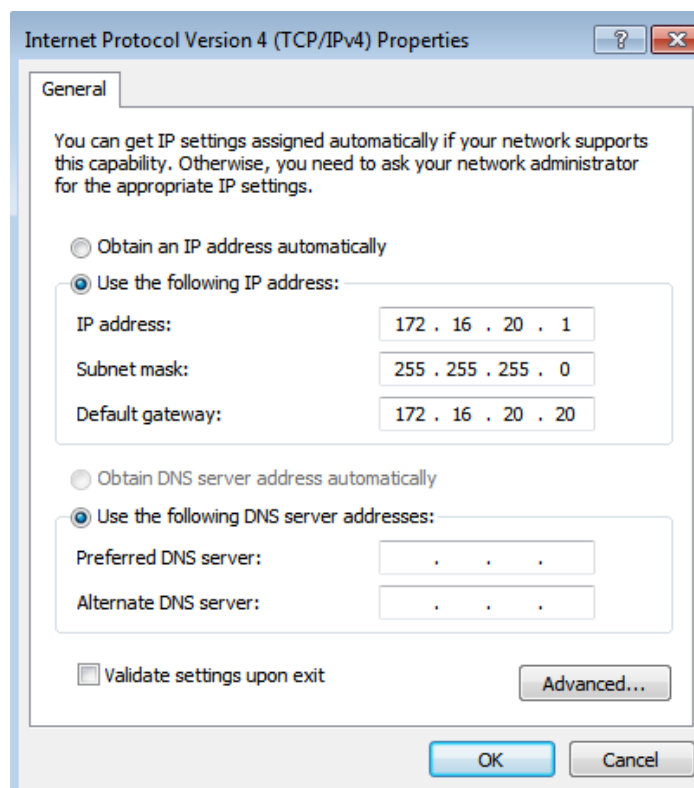 Internet Protocol Version 4 (TCP/IPv4) Properties
?
General
You can get IP settings assigned automatically if your network supports
this capability. Otherwise, you need to ask your network administrator
for the appropriate IP settings.
Obtain an IP address automatically
Use the following IP address:
IP address: 172 . 16 . 20 . 1
Subnet mask: 255 . 255 . 255 . 0
Default gateway: 172 . 16 . 20 . 20
Obtain DNS server address automatically
Use the following DNS server addresses:
Preferred DNS server: . . .
Alternate DNS server: . . .
Validate settings upon exit
Advanced...
OK Cancel